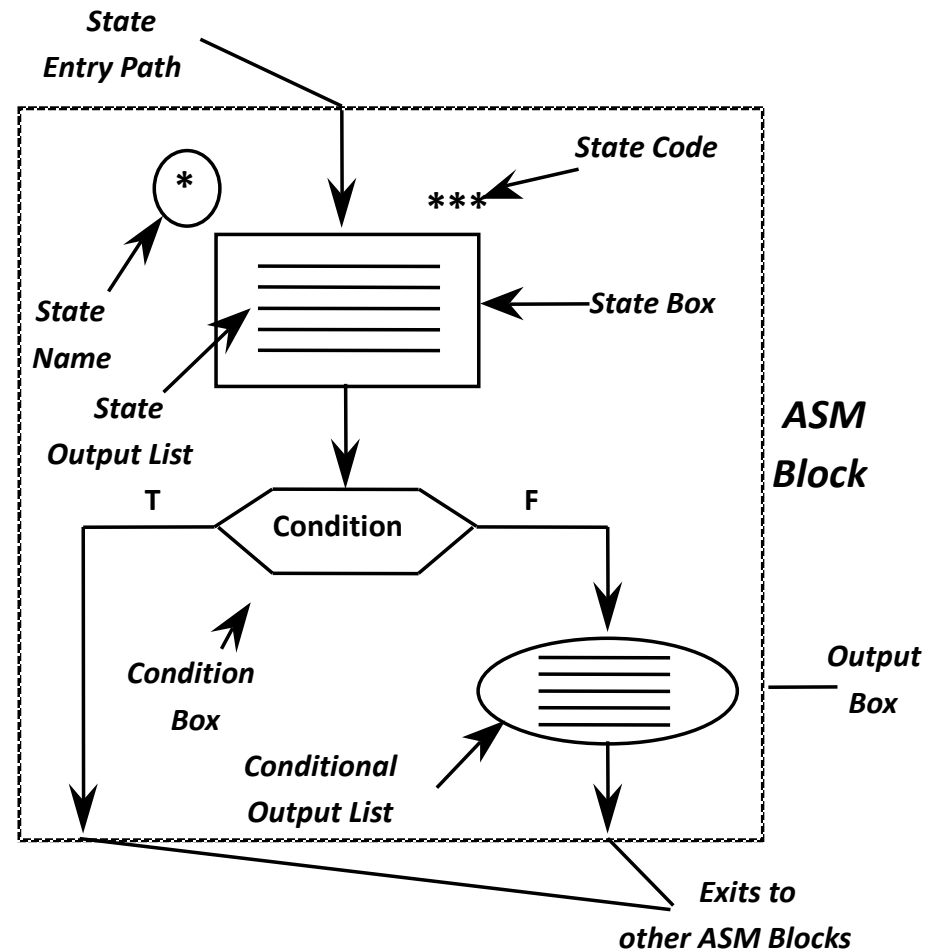 State
Entry Path
State Code
*
***
State Box
State
Name
State
Output List
ASM
Block
T
F
Condition
Condition
Box
Output
Box
Conditional
Output List
Exits to
other ASM Blocks